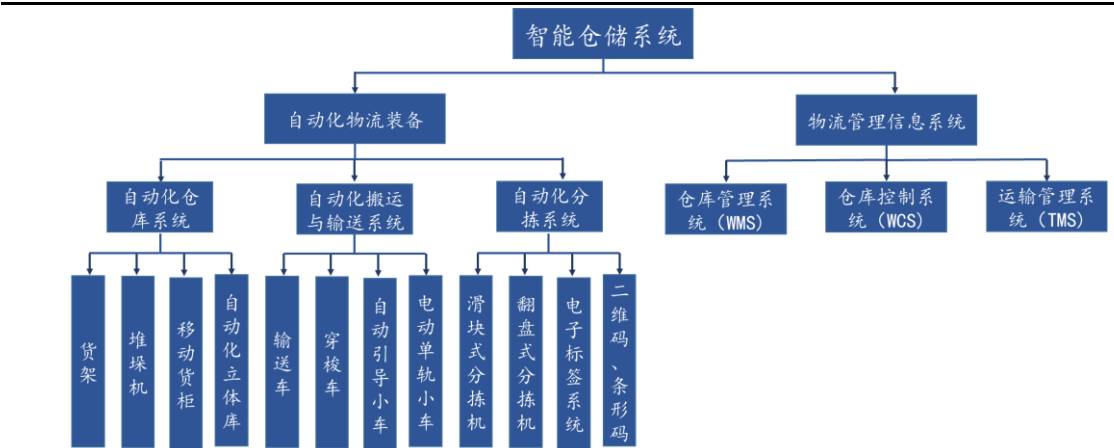 智能仓储系统
自动化物流装备
物流管理信息系统
自动化仓
库系统
自动化搬运
与输送系统
自动化分
拣系统
仓库管理系
统（WMS）
仓库控制系
统（WCS）
运输管理系
统（TMS）
货架
堆垛机
移动货柜
自动化立体库
输送车
穿梭车
自动引导小车
电动单轨小车
滑块式分拣机
翻盘式分拣机
电子标签系统
二维码、条形码